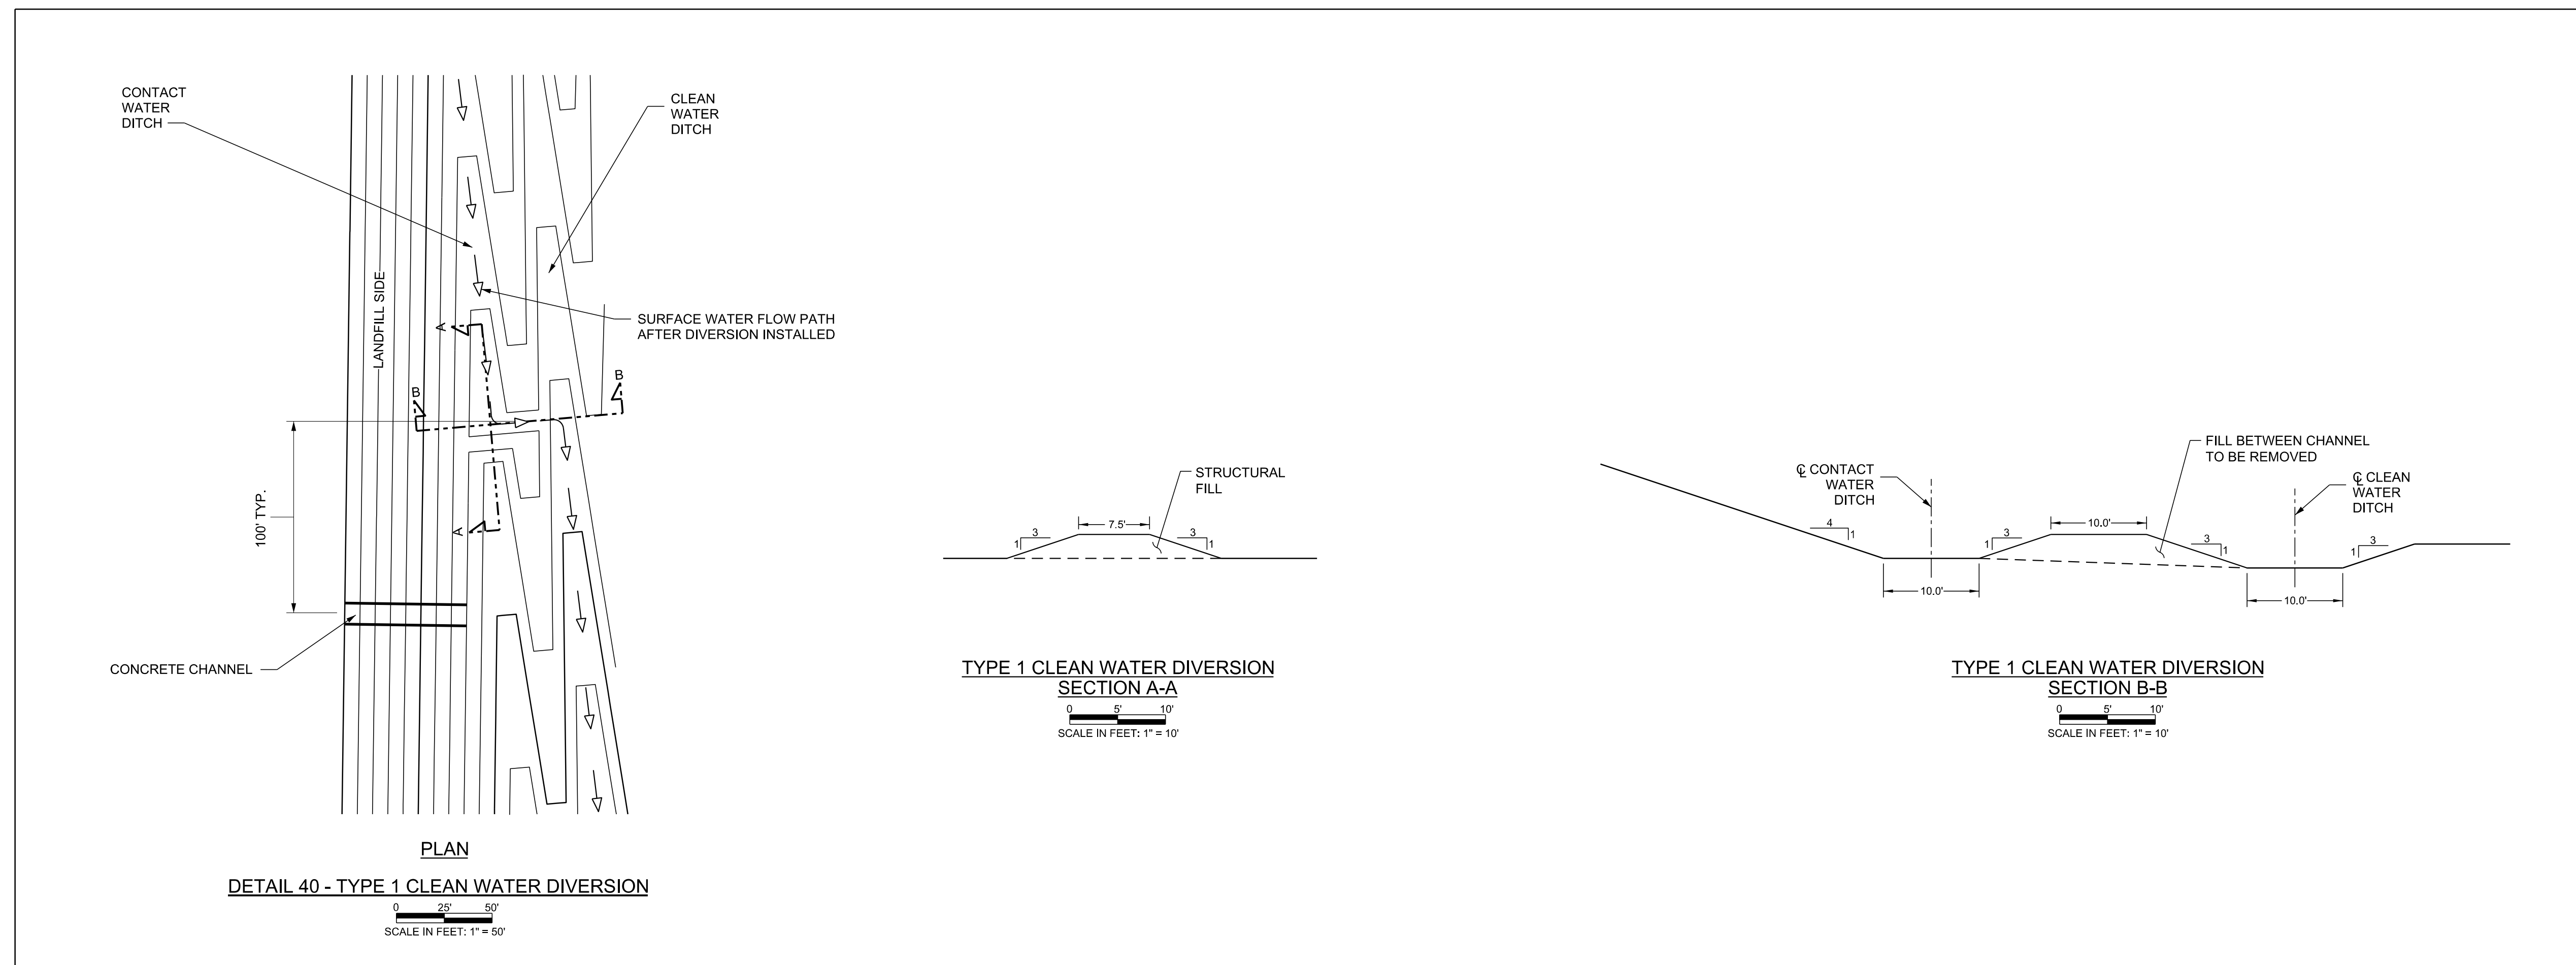 CONTACT
WATER
DITCH
CLEAN
WATER
DITCH
LANDFILL SIDE
SURFACE WATER FLOW PATH
AFTER DIVERSION INSTALLED
A
B
B
A
100' TYP.
CONCRETE CHANNEL
PLAN
DETAIL 40 - TYPE 1 CLEAN WATER DIVERSION
0 25' 50'
SCALE IN FEET: 1" = 50'
STRUCTURAL
FILL
7.5'
3
1
3
1
TYPE 1 CLEAN WATER DIVERSION
SECTION A-A
0 5' 10'
SCALE IN FEET: 1" = 10'
FILL BETWEEN CHANNEL
TO BE REMOVED
℄ CONTACT
WATER
DITCH
℄ CLEAN
WATER
DITCH
4
1
3
1
10.0'
3
1
3
1
10.0'
10.0'
TYPE 1 CLEAN WATER DIVERSION
SECTION B-B
0 5' 10'
SCALE IN FEET: 1" = 10'